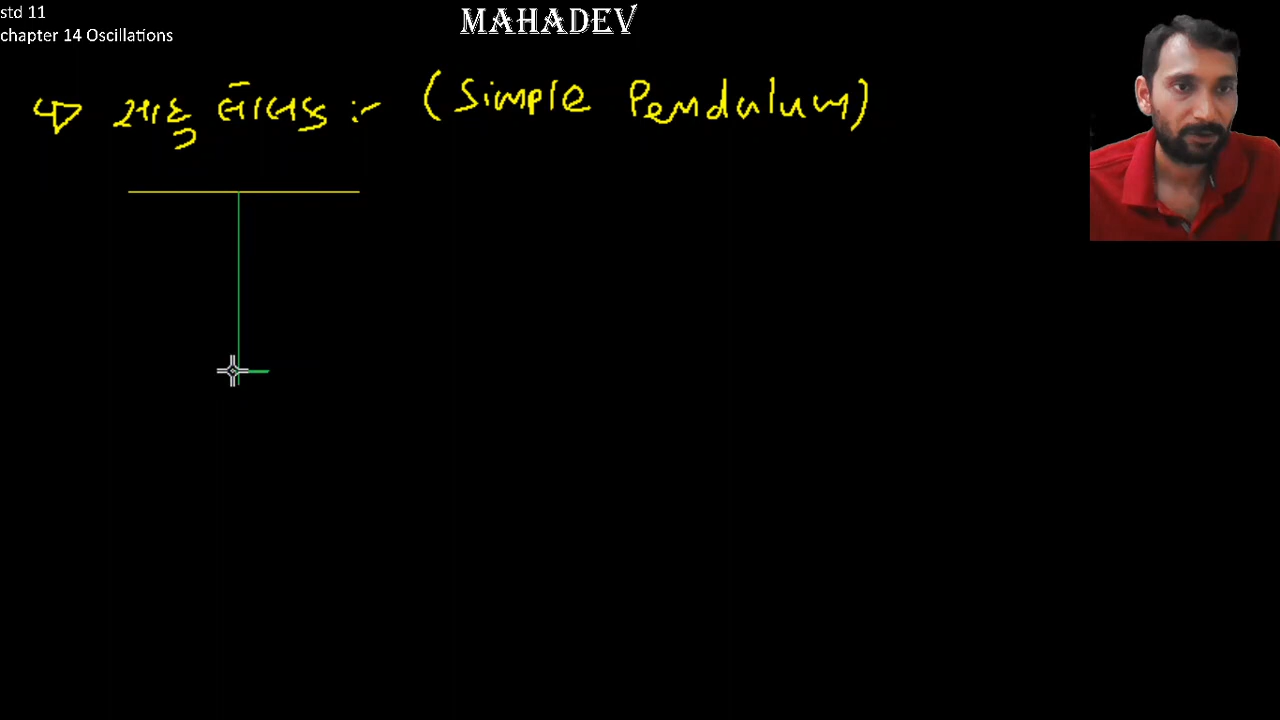 std 11
chapter 14 Oscillations
MAHADEV
સાદું લોલક :- (Simple Pendulum)